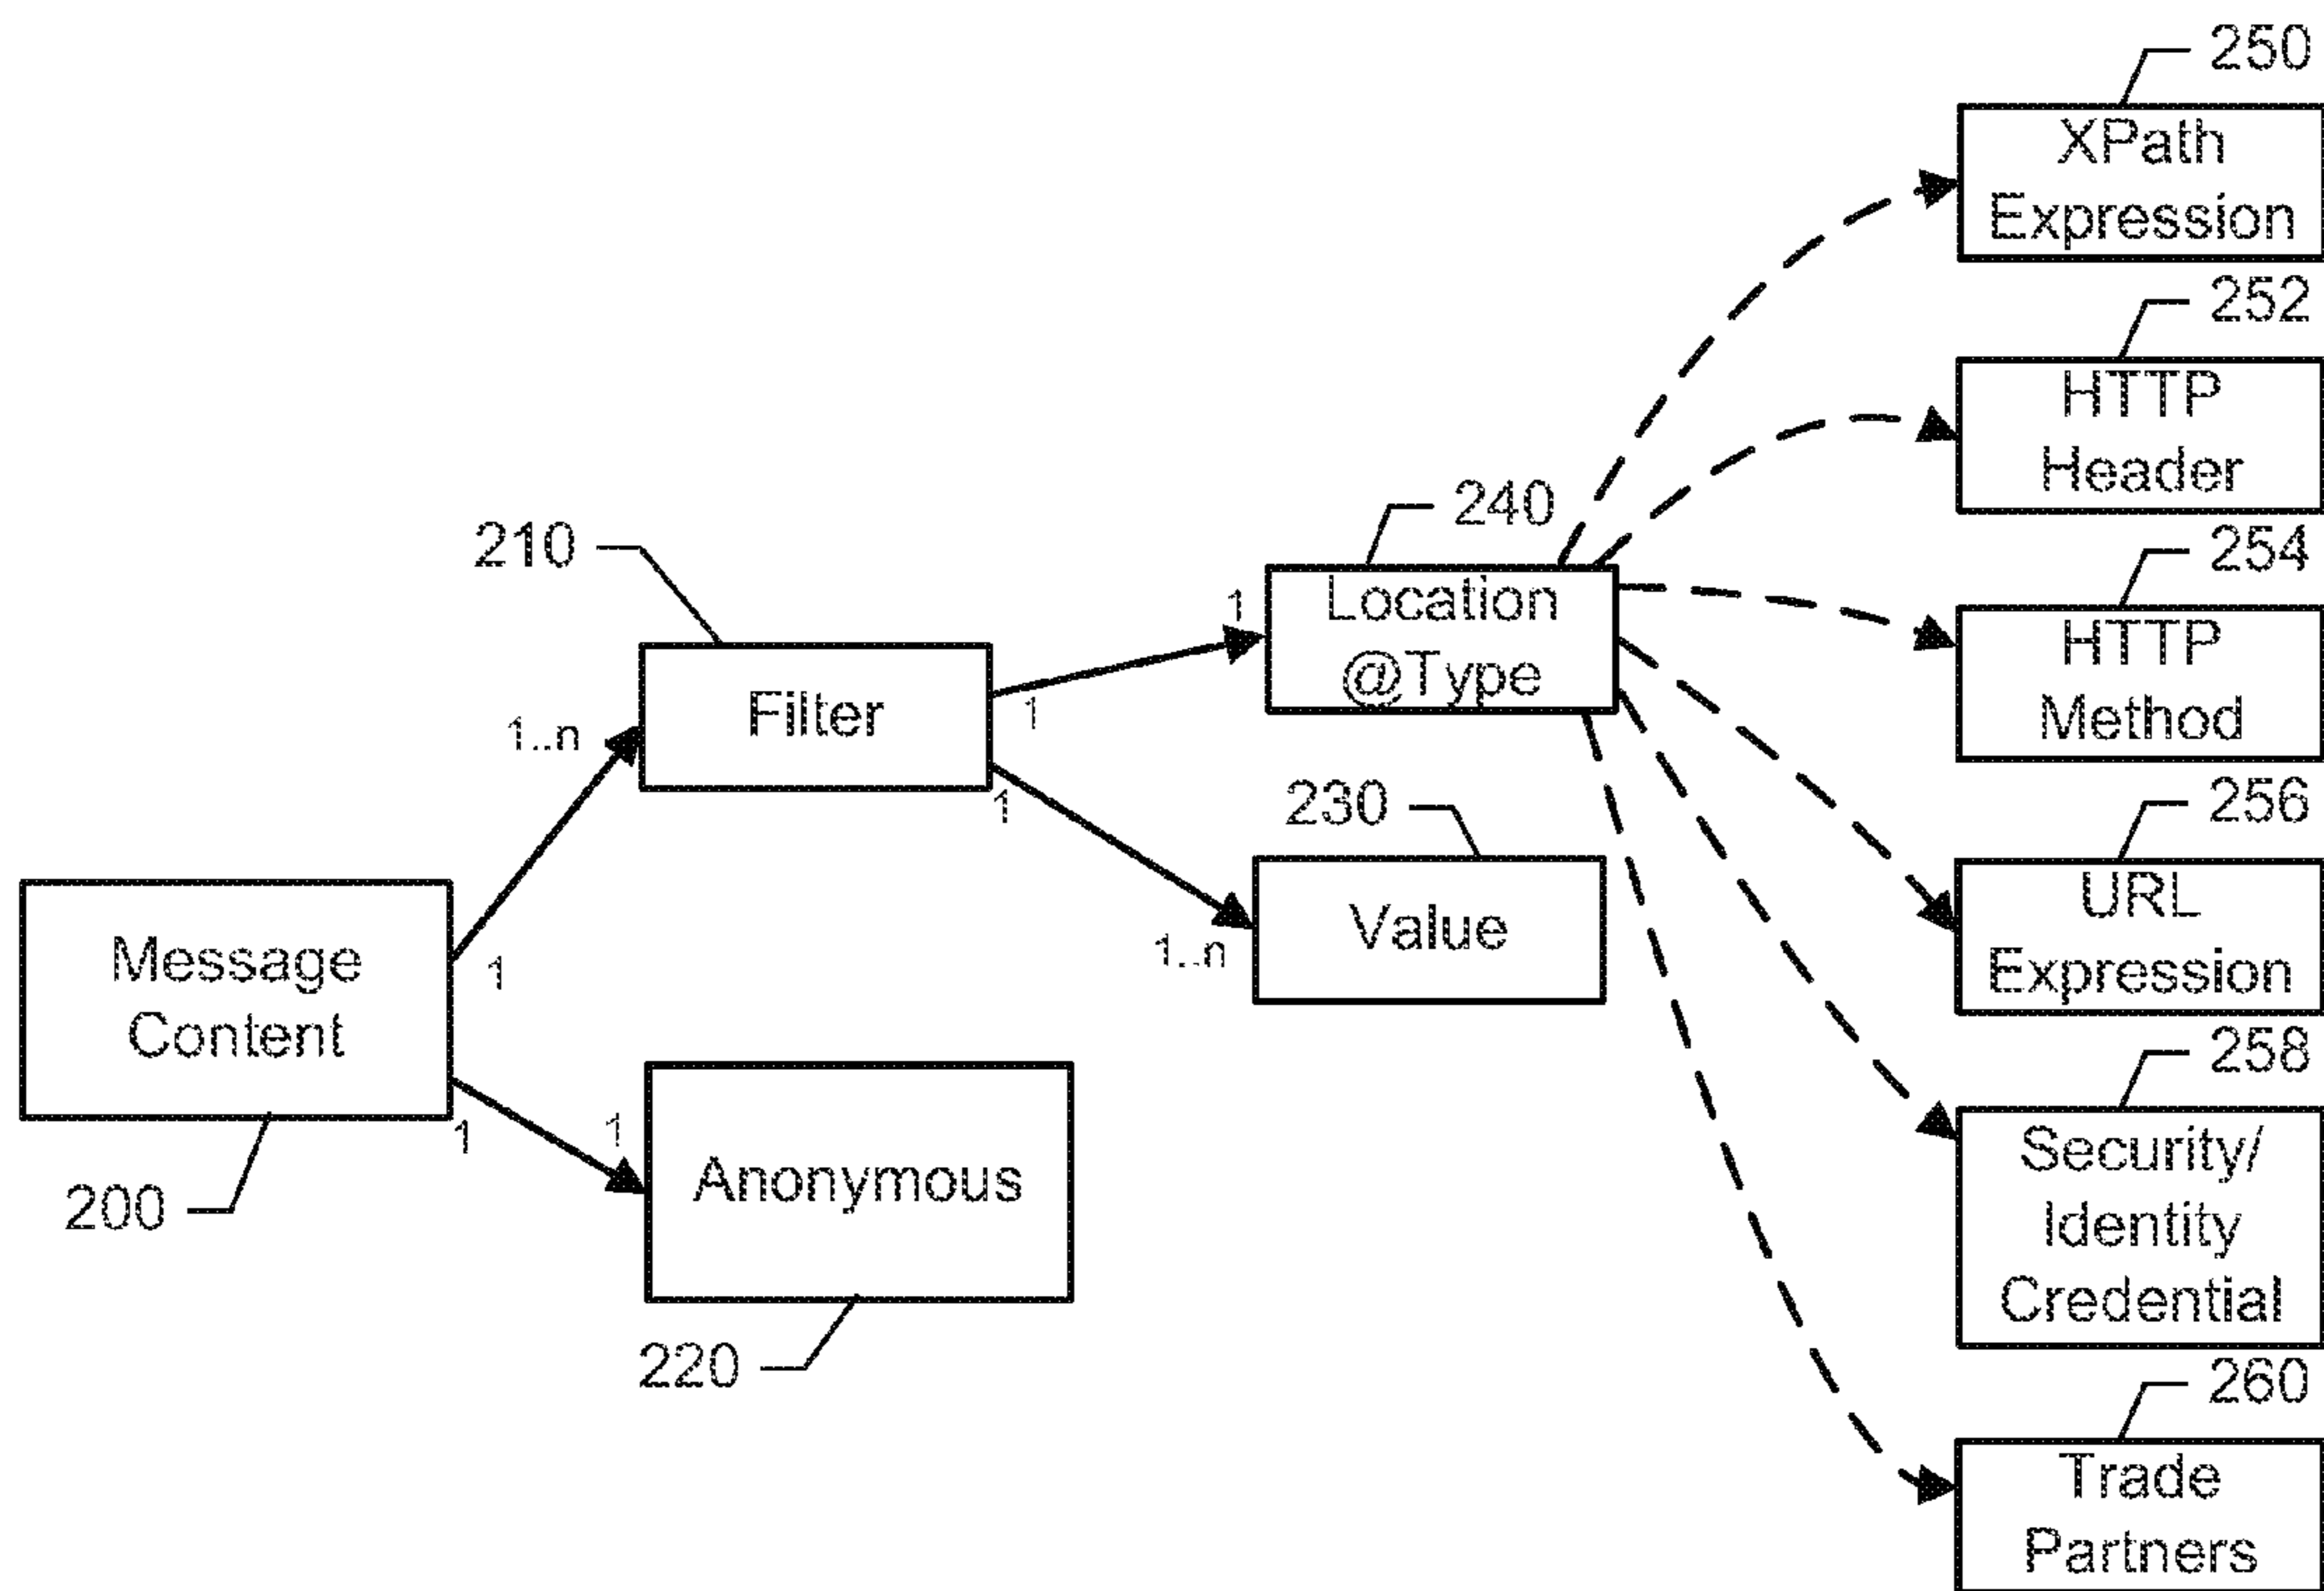 250
XPath
Expression
252
HTTP
Header
240
254
210
Location
@Type
1
HTTP
Method
Filter
1
1..n
1
230
256
Value
1..n
URL
Expression
Message
Content
1
258
1
1
Anonymous
Security/
Identity
Credential
200
220
260
Trade
Partners